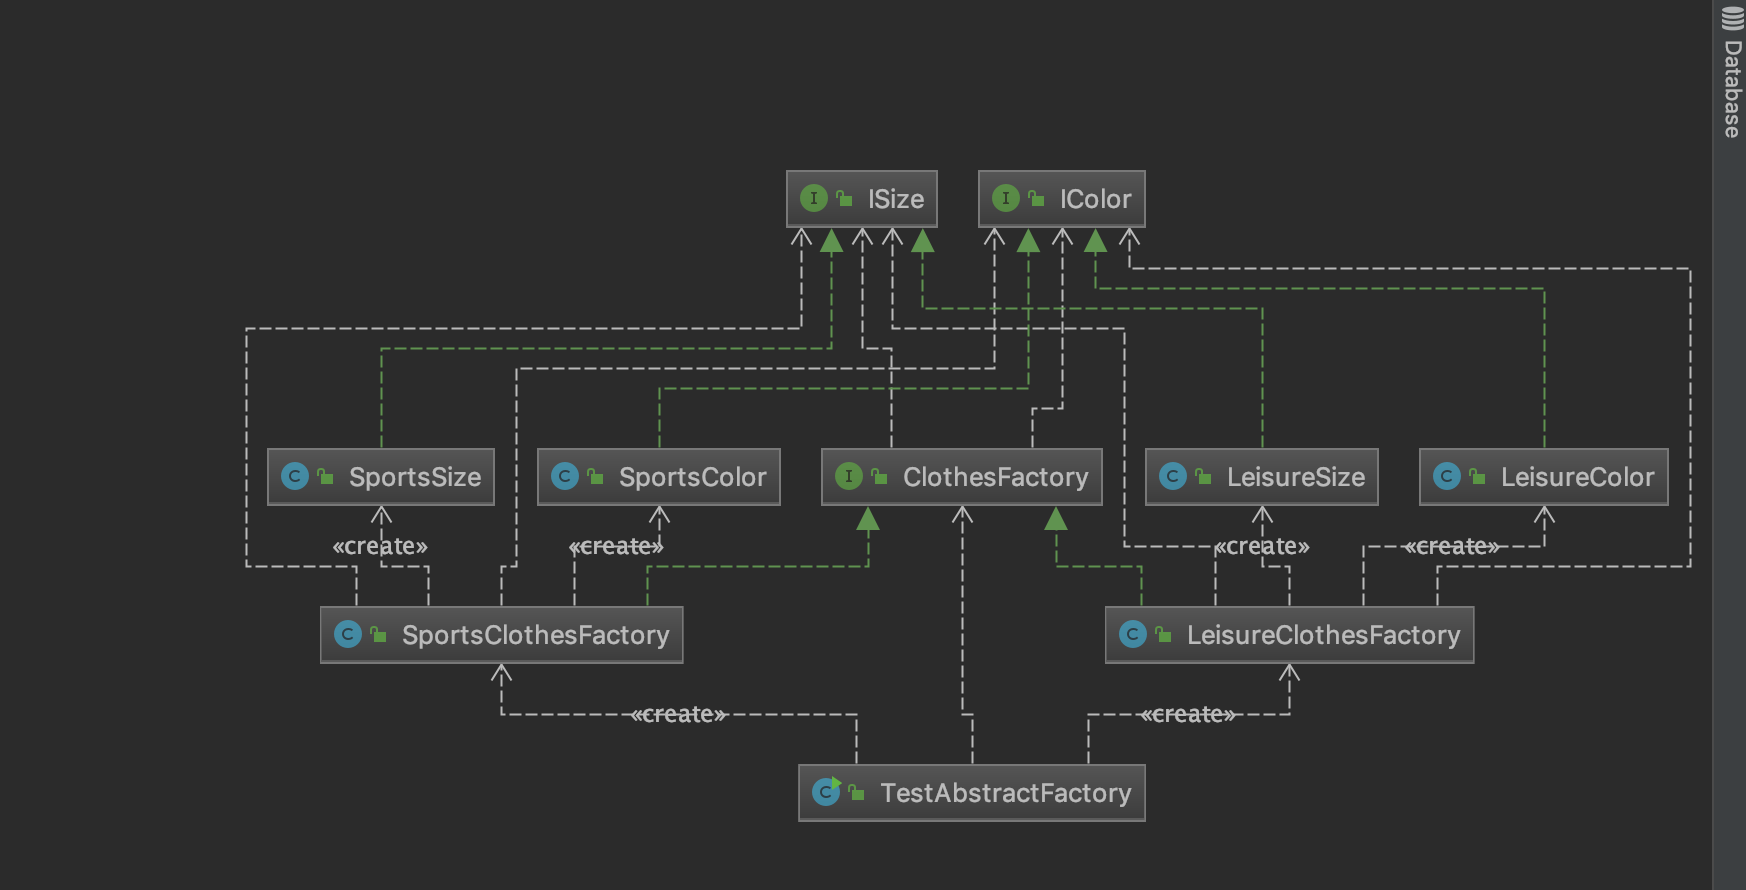 Database
ISize
IColor
SportsSize
SportsColor
ClothesFactory
LeisureSize
LeisureColor
«create»
«create»
«create»
«create»
SportsClothesFactory
LeisureClothesFactory
«create»
«create»
TestAbstractFactory